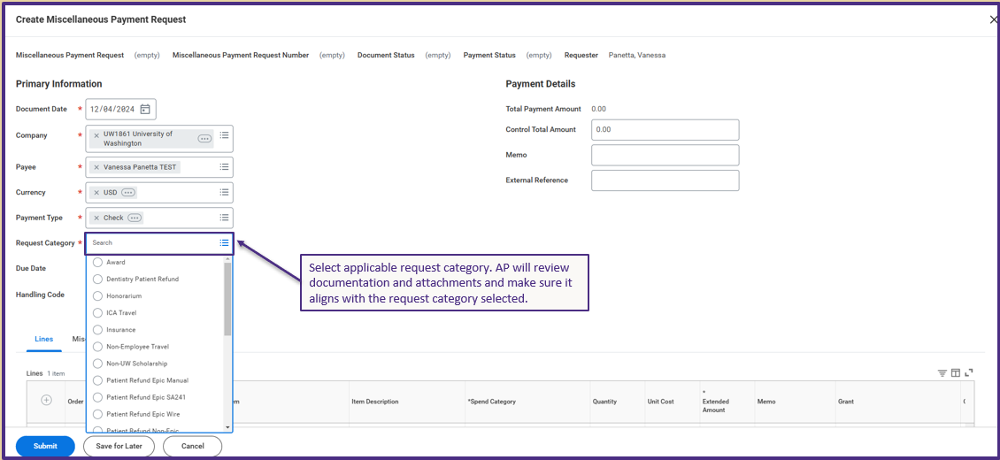 Create Miscellaneous Payment Request
Miscellaneous Payment Request (empty) Miscellaneous Payment Request Number (empty) Document Status (empty) Payment Status (empty) Requester Panetta, Vanessa
Primary Information
Document Date * 12/04/2024
Company * × UW1861 University of
Washington
Payee * × Vanessa Panetta TEST
Currency * × USD
Payment Type * × Check
Request Category * Search
Due Date
Handling Code
Award
Dentistry Patient Refund
Honorarium
ICA Travel
Insurance
Non-Employee Travel
Non-UW Scholarship
Patient Refund Epic Manual
Patient Refund Epic SA241
Patient Refund Epic Wire
Patient Refund Non-Epic
Payment Details
Total Payment Amount 0.00
Control Total Amount 0.00
Memo
External Reference
Select applicable request category. AP will review
documentation and attachments and make sure it
aligns with the request category selected.
Lines Mis
Lines 1 item
Order em Item Description *Spend Category Quantity Unit Cost * Extended Amount Memo Grant
Submit Save for Later Cancel